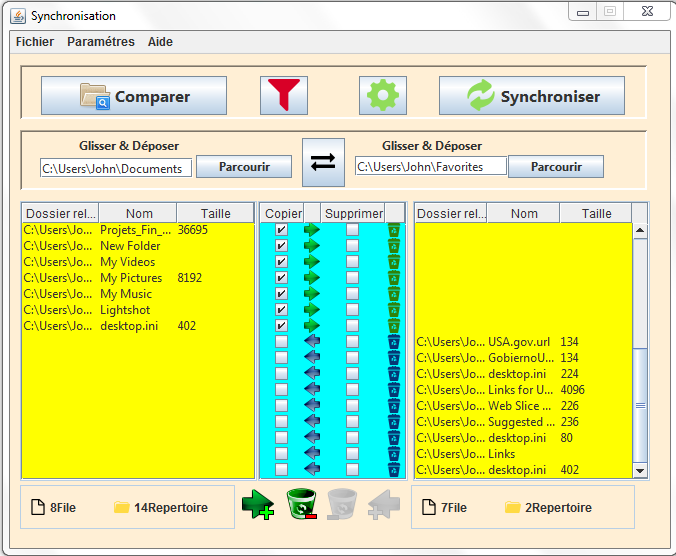 Synchronisation
Fichier Paramétres Aide
Comparer Synchroniser
Glisser & Déposer Glisser & Déposer
C:\Users\John\Documents Parcourir C:\Users\John\Favorites Parcourir
Dossier rel... Nom Taille Copier Supprimer Dossier rel... Nom Taille
C:\Users\Jo... Projets_Fin_... 36695
C:\Users\Jo... New Folder
C:\Users\Jo... My Videos
C:\Users\Jo... My Pictures 8192
C:\Users\Jo... My Music
C:\Users\Jo... Lightshot
C:\Users\Jo... desktop.ini 402
C:\Users\Jo... USA.gov.url 134
C:\Users\Jo... GobiernoU... 134
C:\Users\Jo... desktop.ini 224
C:\Users\Jo... Links for U... 4096
C:\Users\Jo... Web Slice ... 226
C:\Users\Jo... Suggested ... 236
C:\Users\Jo... desktop.ini 80
C:\Users\Jo... Links
C:\Users\Jo... desktop.ini 402
8File 14Repertoire 7File 2Repertoire